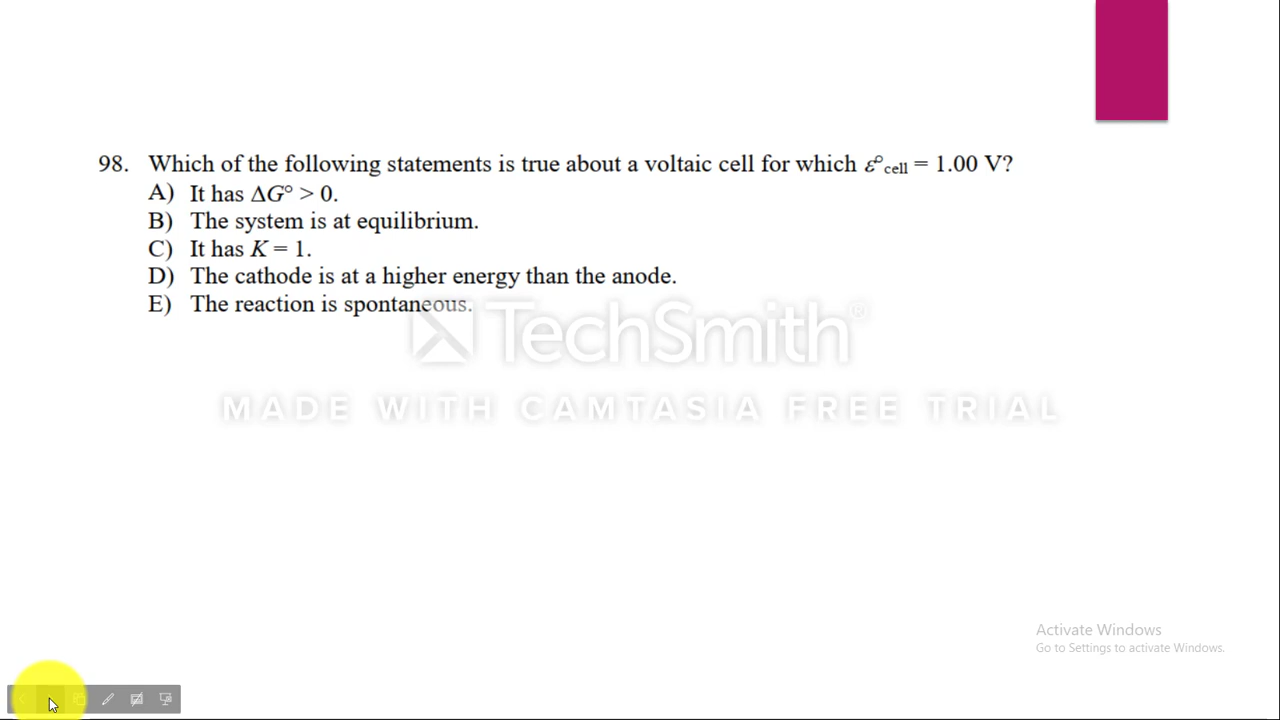 98. Which of the following statements is true about a voltaic cell for which ℰ°cell = 1.00 V?
A) It has ΔG° > 0.
B) The system is at equilibrium.
C) It has K = 1.
D) The cathode is at a higher energy than the anode.
E) The reaction is spontaneous.
TechSmith®
MADE WITH CAMTASIA FREE TRIAL
Activate Windows
Go to Settings to activate Windows.